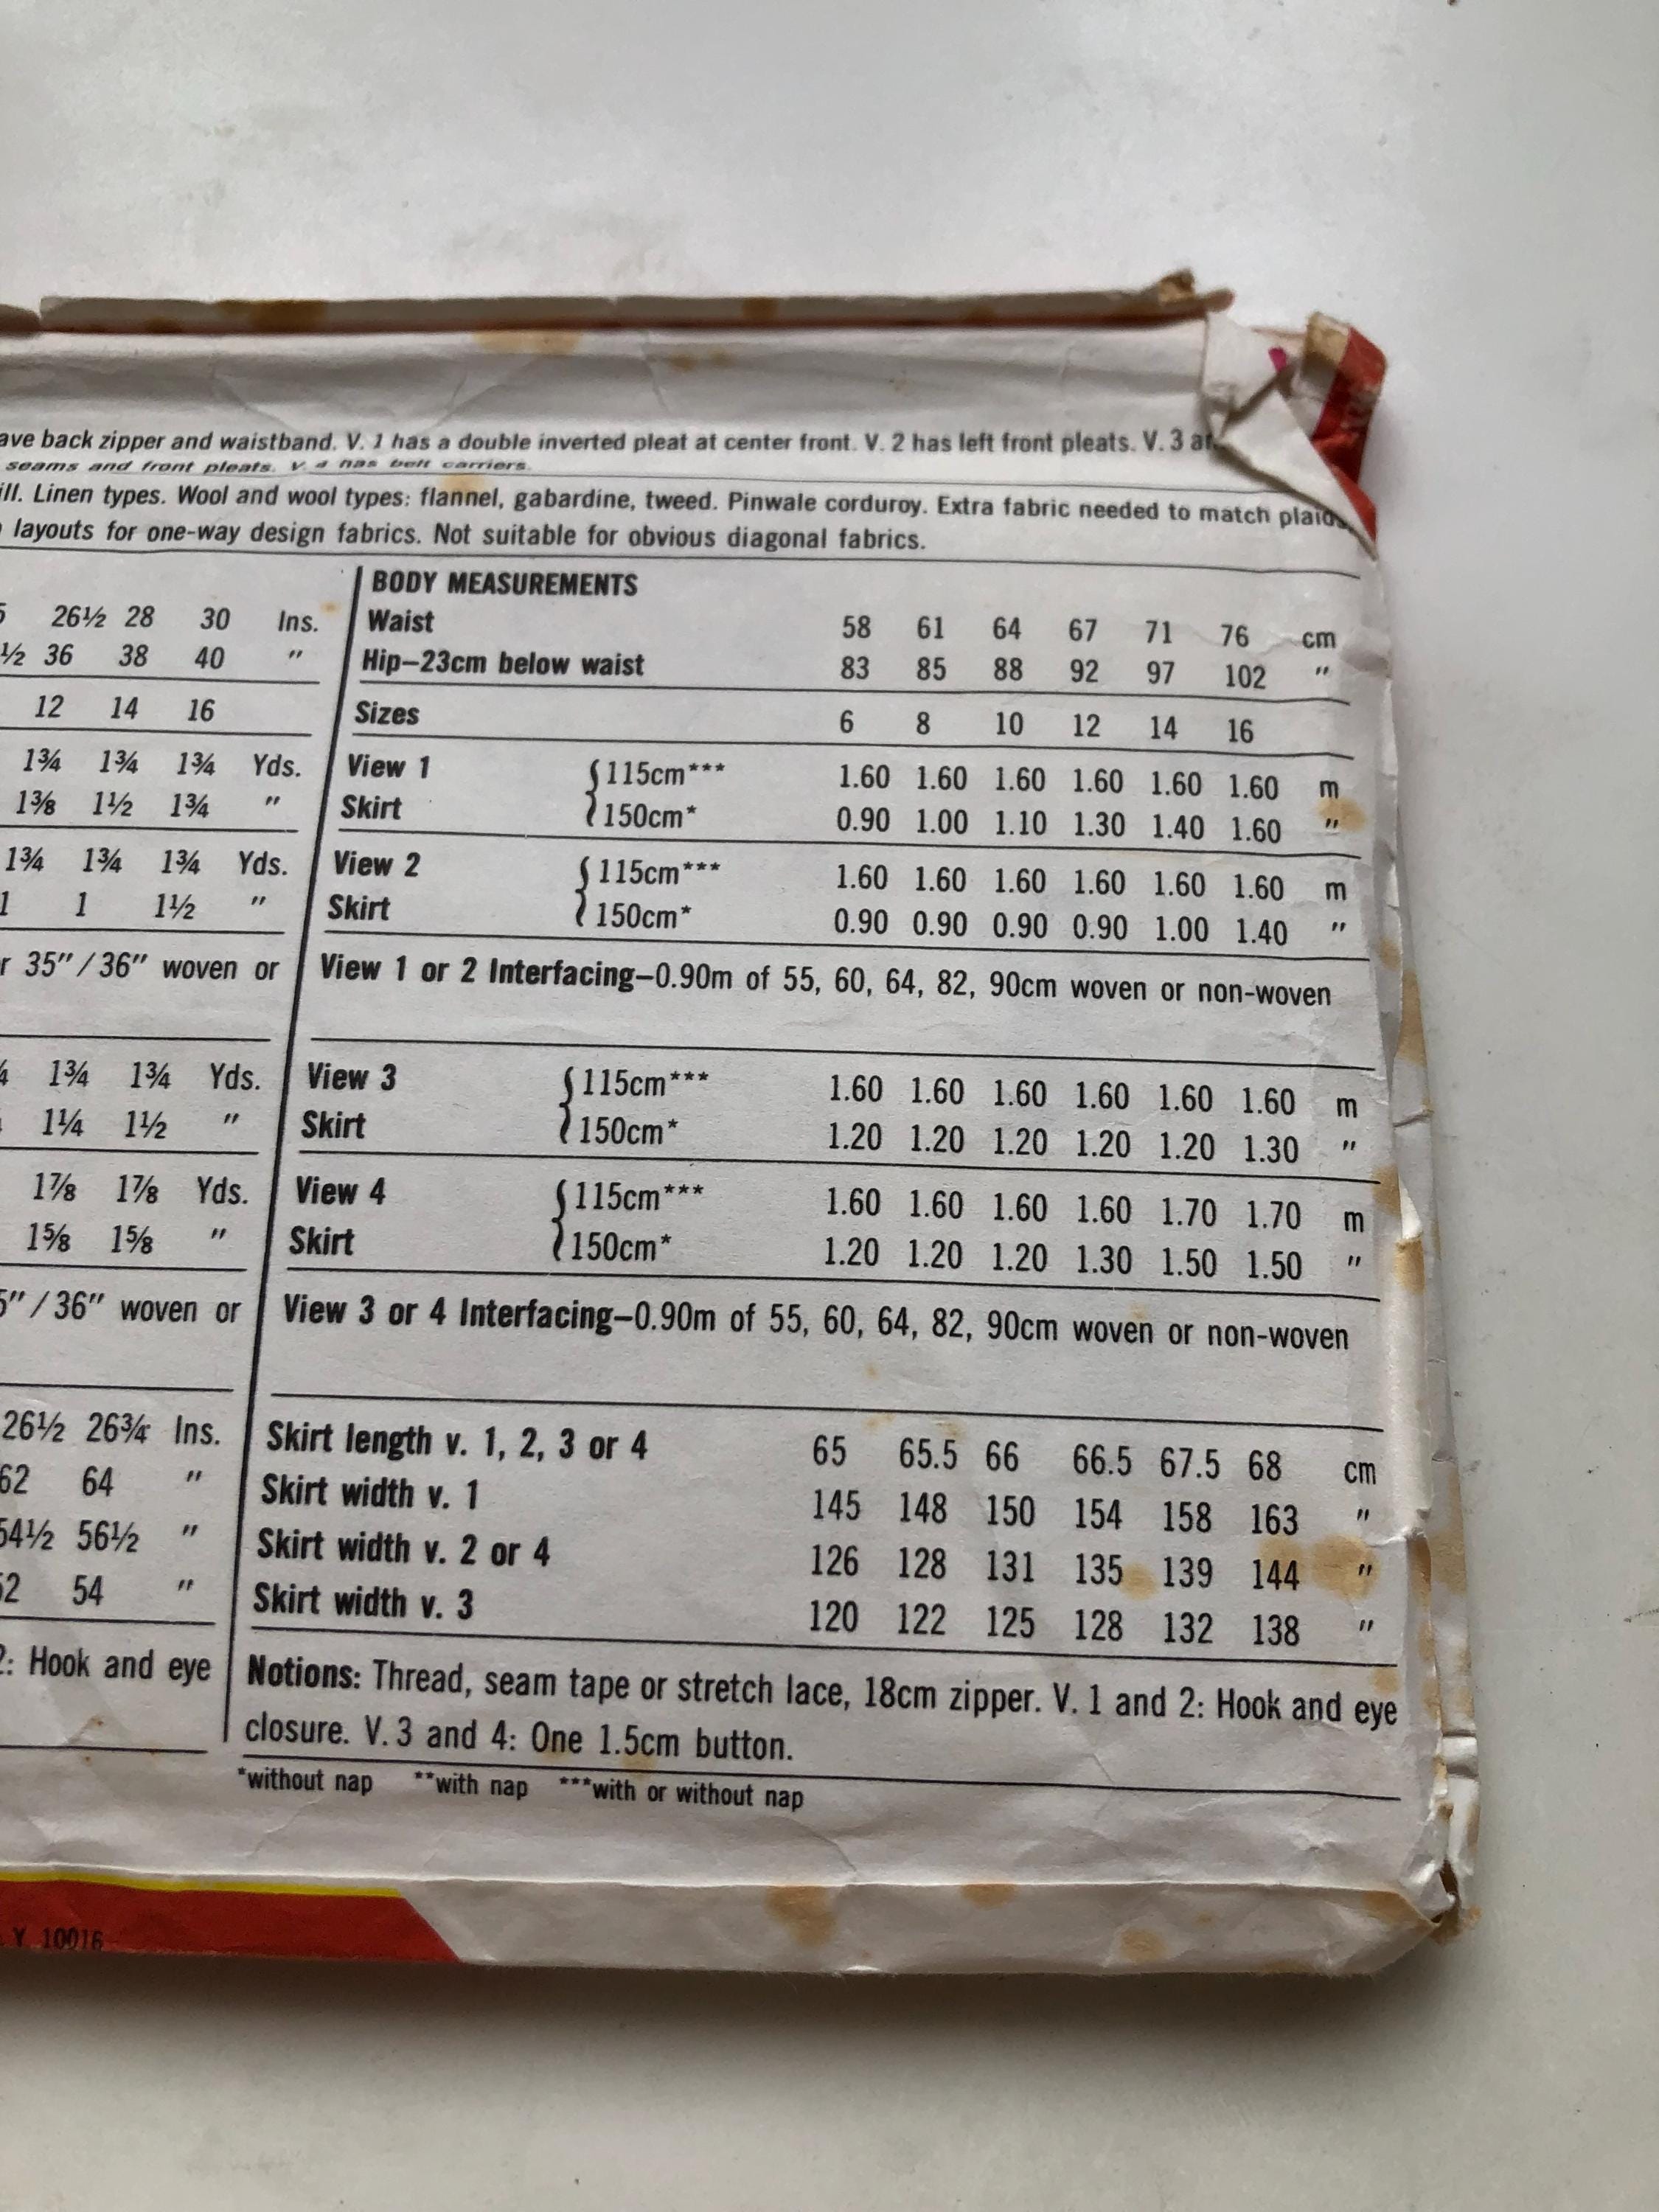 ave back zipper and waistband. V. 1 has a double inverted pleat at center front. V. 2 has left front pleats. V. 3
seams and front pleats. V. 4 has belt carriers.
ill. Linen types. Wool and wool types: flannel, gabardine, tweed. Pinwale corduroy. Extra fabric needed to match plaids
layouts for one-way design fabrics. Not suitable for obvious diagonal fabrics.
26½ 28 30 Ins.
½ 36 38 40 "
12 14 16
1¾ 1¾ 1¾ Yds.
1⅜ 1½ 1¾ "
1¾ 1¾ 1¾ Yds.
1 1 1½ "
r 35"/36" woven or
1¾ 1¾ Yds.
1¼ 1½ "
1⅞ 1⅞ Yds.
1⅝ 1⅝ "
5"/36" woven or
26½ 26¾ Ins.
62 64 "
54½ 56½ "
52 54 "
2: Hook and eye
BODY MEASUREMENTS
Waist 58 61 64 67 71 76 cm
Hip–23cm below waist 83 85 88 92 97 102 "
Sizes 6 8 10 12 14 16
View 1 115cm*** 1.60 1.60 1.60 1.60 1.60 1.60 m
Skirt 150cm* 0.90 1.00 1.10 1.30 1.40 1.60 "
View 2 115cm*** 1.60 1.60 1.60 1.60 1.60 1.60 m
Skirt 150cm* 0.90 0.90 0.90 0.90 1.00 1.40 "
View 1 or 2 Interfacing–0.90m of 55, 60, 64, 82, 90cm woven or non-woven
View 3 115cm*** 1.60 1.60 1.60 1.60 1.60 1.60 m
Skirt 150cm* 1.20 1.20 1.20 1.20 1.20 1.30 "
View 4 115cm*** 1.60 1.60 1.60 1.60 1.70 1.70 m
Skirt 150cm* 1.20 1.20 1.20 1.30 1.50 1.50 "
View 3 or 4 Interfacing–0.90m of 55, 60, 64, 82, 90cm woven or non-woven
Skirt length v. 1, 2, 3 or 4 65 65.5 66 66.5 67.5 68 cm
Skirt width v. 1 145 148 150 154 158 163 "
Skirt width v. 2 or 4 126 128 131 135 139 144 "
Skirt width v. 3 120 122 125 128 132 138 "
Notions: Thread, seam tape or stretch lace, 18cm zipper. V. 1 and 2: Hook and eye
closure. V. 3 and 4: One 1.5cm button.
*without nap **with nap ***with or without nap
Y 10016